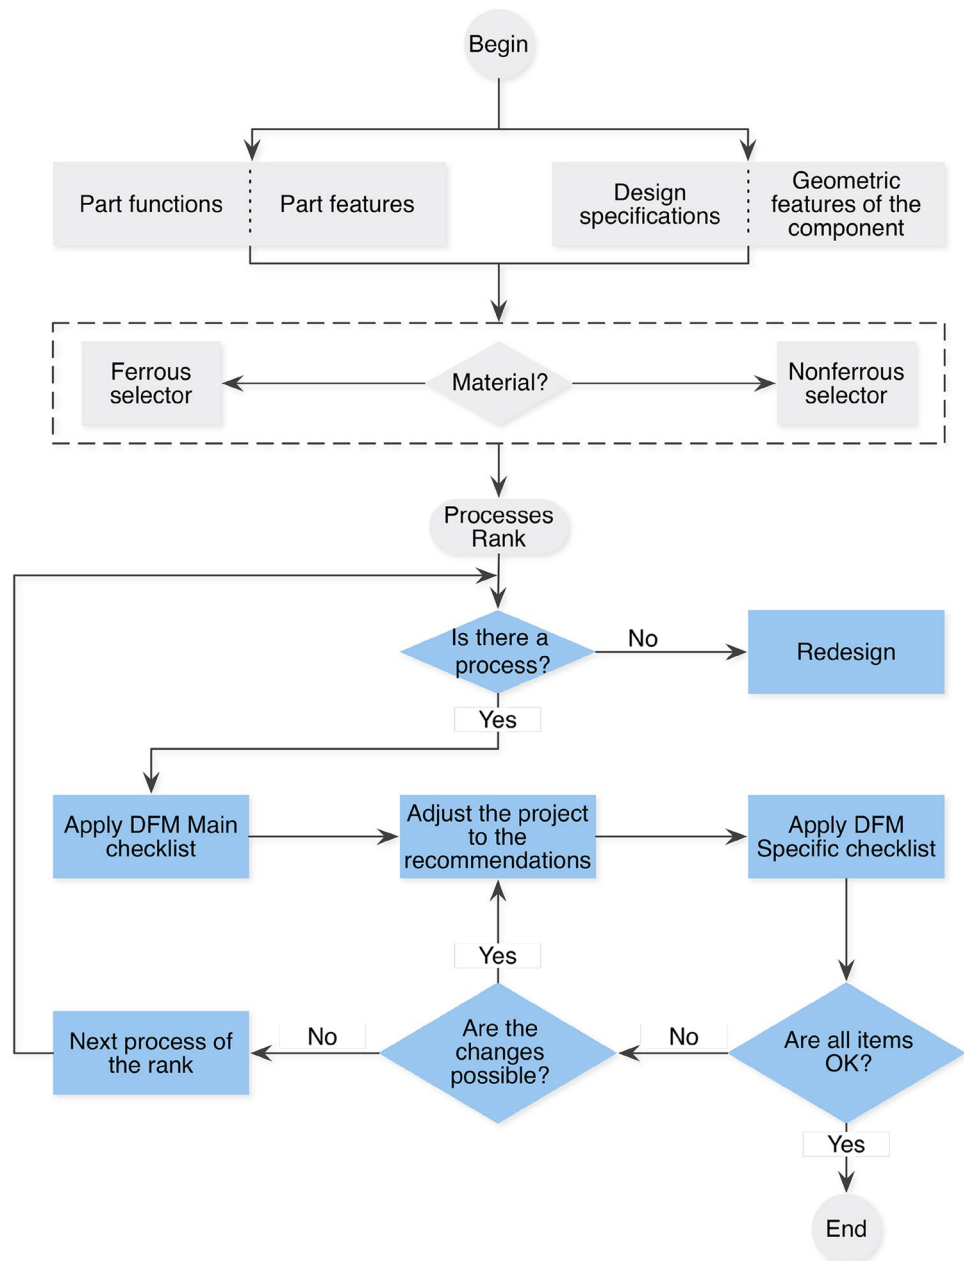 Begin
Part functions
Part features
Design
specifications
Geometric
features of the
component
Ferrous
selector
Material?
Nonferrous
selector
Processes
Rank
Is there a
process?
No
Redesign
Yes
Apply DFM Main
checklist
Adjust the project
to the
recommendations
Apply DFM
Specific checklist
Yes
Next process of
the rank
No
Are the
changes
possible?
No
Are all items
OK?
Yes
End